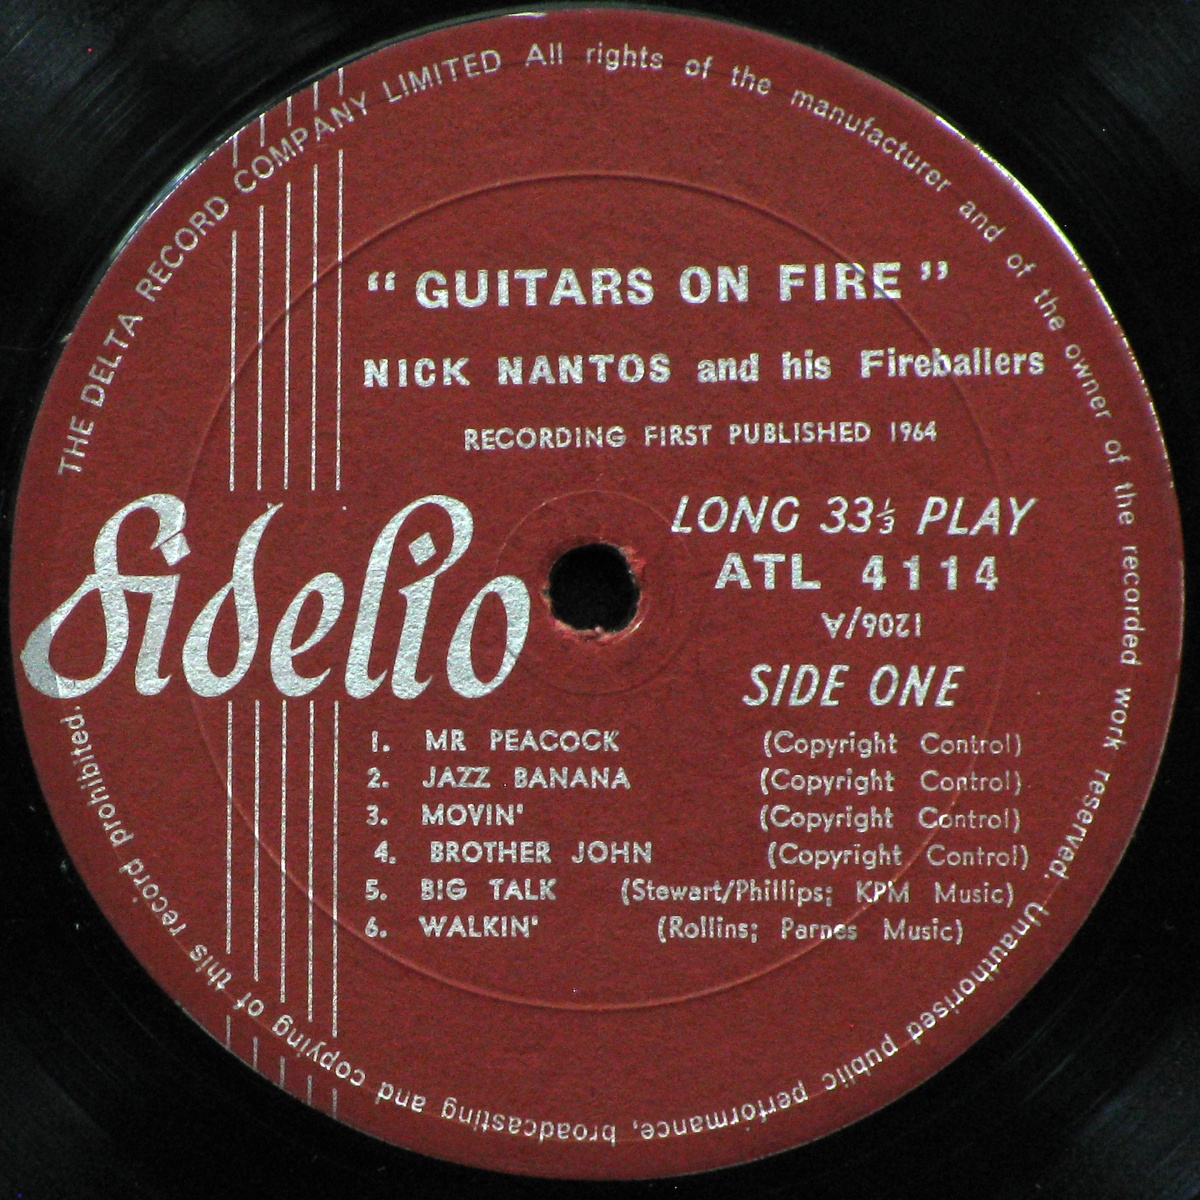 THE DELTA RECORD COMPANY LIMITED All rights of the manufacturer and of the owner of the recorded work reserved. Unauthorised public performance, broadcasting and copying of this record prohibited.
“ GUITARS ON FIRE ”
NICK NANTOS and his Fireballers
RECORDING FIRST PUBLISHED 1964
fidelio
LONG 33⅓ PLAY
ATL 4114
1206/A
SIDE ONE
1. MR PEACOCK (Copyright Control)
2. JAZZ BANANA (Copyright Control)
3. MOVIN' (Copyright Control)
4. BROTHER JOHN (Copyright Control)
5. BIG TALK (Stewart/Phillips; KPM Music)
6. WALKIN' (Rollins; Parnes Music)